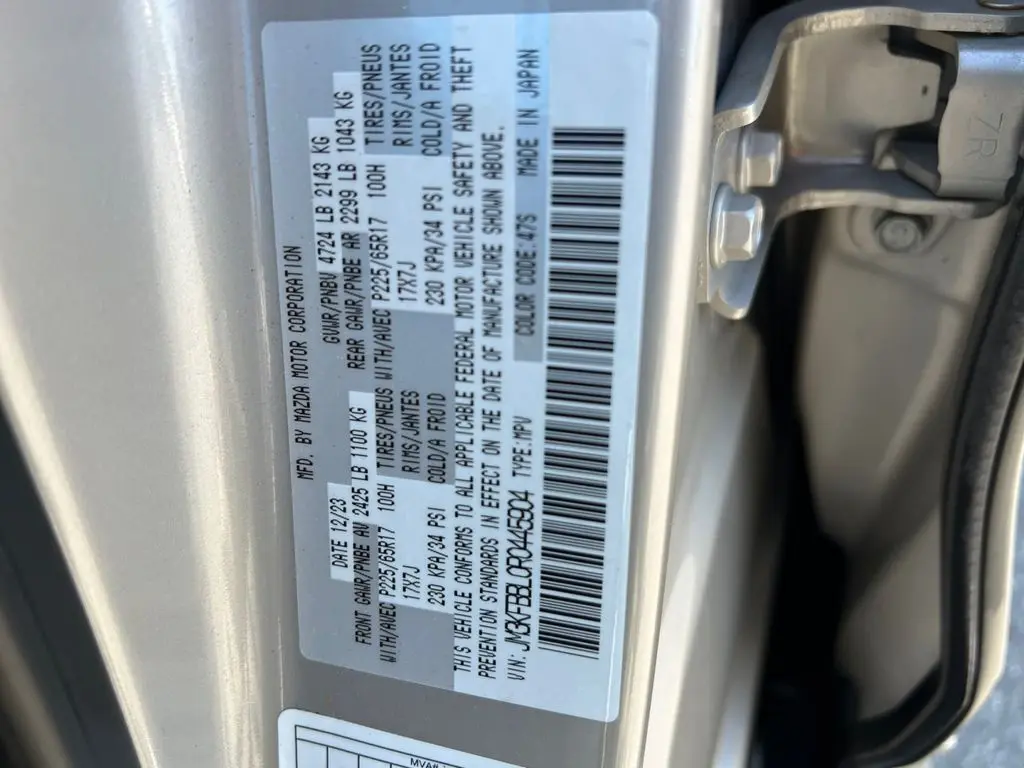 MFD. BY MAZDA MOTOR CORPORATION
DATE 12/23 GVWR/PNBV 4724 LB 2143 KG
FRONT GAWR/PNBE AV 2425 LB 1100 KG REAR GAWR/PNBE AR 2299 LB 1043 KG
WITH/AVEC P225/65R17 100H TIRES/PNEUS WITH/AVEC P225/65R17 100H TIRES/PNEUS
17X7J RIMS/JANTES 17X7J RIMS/JANTES
230 KPA/34 PSI COLD/A FROID 230 KPA/34 PSI COLD/A FROID
THIS VEHICLE CONFORMS TO ALL APPLICABLE FEDERAL MOTOR VEHICLE SAFETY AND THEFT
PREVENTION STANDARDS IN EFFECT ON THE DATE OF MANUFACTURE SHOWN ABOVE.
VIN: JM3KFBBL0R0445904 TYPE:MPV COLOR CODE:47S MADE IN JAPAN
ZR
MVA#